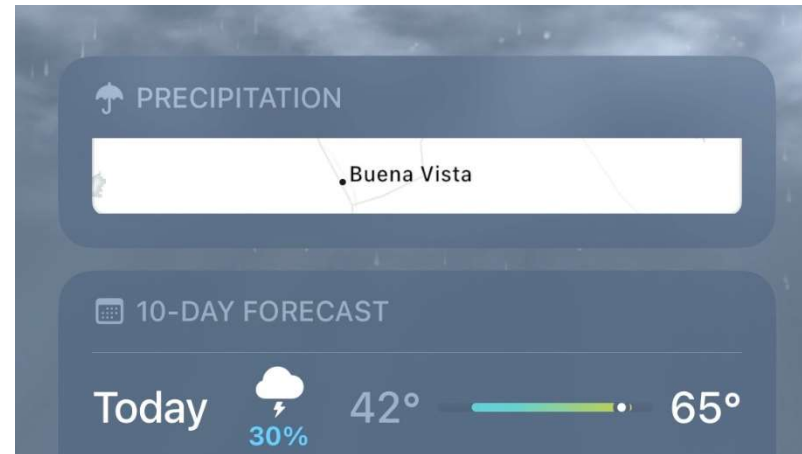 PRECIPITATION
Buena Vista
10-DAY FORECAST
Today 30% 42° 65°